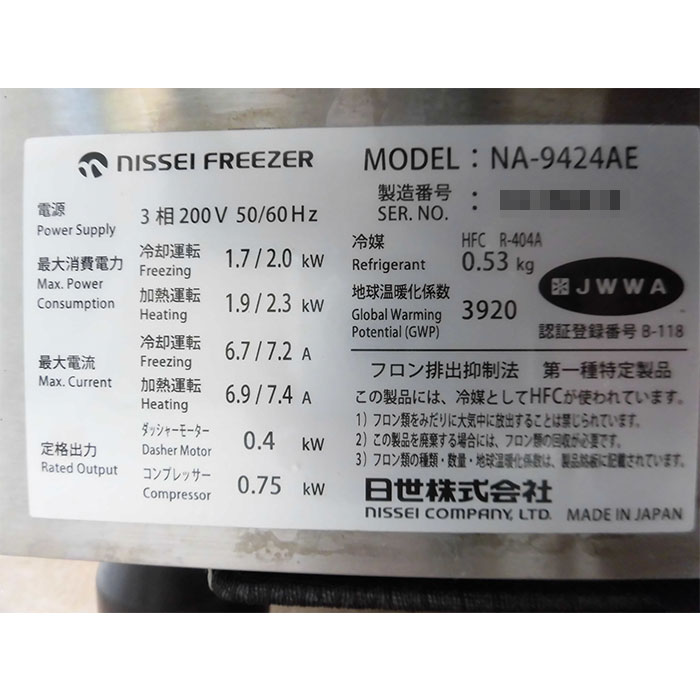 NISSEI FREEZER
MODEL : NA-9424AE
製造番号
SER. NO. :
電源
Power Supply
3 相 200 V 50/60 Hz
最大消費電力
Max. Power
Consumption
冷却運転
Freezing
1.7 / 2.0 kW
加熱運転
Heating
1.9 / 2.3 kW
最大電流
Max. Current
冷却運転
Freezing
6.7 / 7.2 A
加熱運転
Heating
6.9 / 7.4 A
定格出力
Rated Output
ダッシャーモーター
Dasher Motor
0.4 kW
コンプレッサー
Compressor
0.75 kW
冷媒
Refrigerant
HFC R-404A
0.53 kg
地球温暖化係数
Global Warming
Potential (GWP)
3920
JWWA
認証登録番号 B-118
フロン排出抑制法 第一種特定製品
この製品には、冷媒としてHFCが使われています。
1) フロン類をみだりに大気中に放出することは禁じられています。
2) この製品を廃棄する場合には、フロン類の回収が必要です。
3) フロン類の種類・数量・地球温暖化係数は、製品銘板に記載されています。
日世株式会社
NISSEI COMPANY, LTD. MADE IN JAPAN